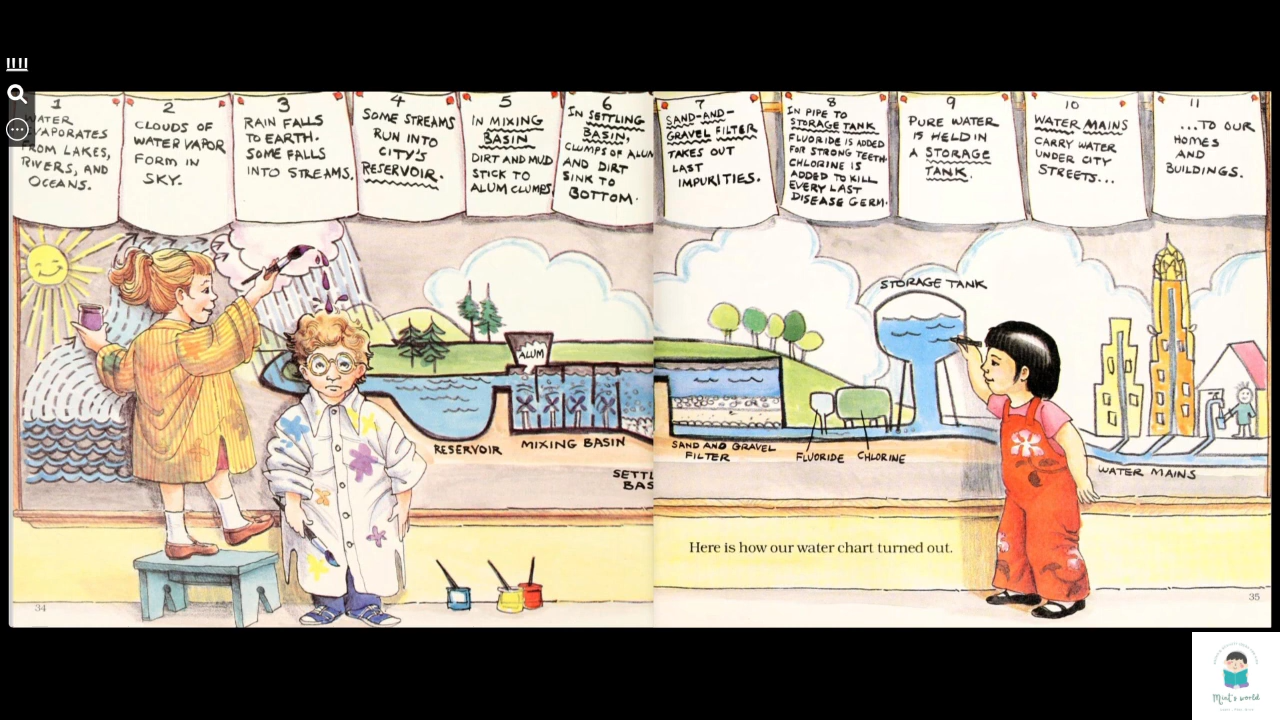 1
WATER
EVAPORATES
FROM LAKES,
RIVERS, AND
OCEANS.
2
CLOUDS OF
WATER VAPOR
FORM IN
SKY.
3
RAIN FALLS
TO EARTH.
SOME FALLS
INTO STREAMS.
4
SOME STREAMS
RUN INTO
CITY'S
RESERVOIR.
5
IN MIXING
BASIN
DIRT AND MUD
STICK TO
ALUM CLUMPS.
6
IN SETTLING
BASIN,
CLUMPS OF ALUM
AND DIRT
SINK TO
BOTTOM.
7
SAND-AND-
GRAVEL FILTER
TAKES OUT
LAST
IMPURITIES.
8
IN PIPE TO
STORAGE TANK
FLUORIDE IS ADDED
FOR STRONG TEETH.
CHLORINE IS
ADDED TO KILL
EVERY LAST
DISEASE GERM.
9
PURE WATER
IS HELD IN
A STORAGE
TANK.
10
WATER MAINS
CARRY WATER
UNDER CITY
STREETS...
11
...TO OUR
HOMES
AND
BUILDINGS.
ALUM
RESERVOIR
MIXING BASIN
SETTL
BAS
SAND AND GRAVEL
FILTER
FLUORIDE
CHLORINE
STORAGE TANK
WATER MAINS
Here is how our water chart turned out.
34
35
Mint's world